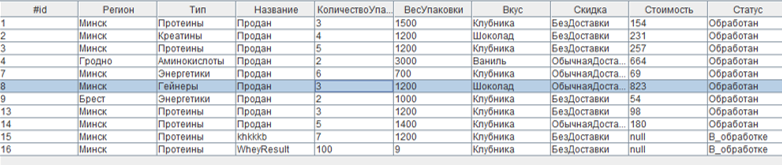 #id Регион Тип Название КоличествоУпа... ВесУпаковки Вкус Скидка Стоимость Статус
1 Минск Протеины Продан 3 1500 Клубника БезДоставки 154 Обработан
2 Минск Креатины Продан 4 1200 Шоколад БезДоставки 231 Обработан
3 Минск Протеины Продан 5 1200 Клубника БезДоставки 257 Обработан
4 Гродно Аминокислоты Продан 2 3000 Ваниль ОбычнаяДоста... 664 Обработан
7 Минск Энергетики Продан 6 700 Клубника ОбычнаяДоста... 69 Обработан
8 Минск Гейнеры Продан 3 1200 Шоколад ОбычнаяДоста... 823 Обработан
9 Брест Энергетики Продан 2 1000 Клубника БезДоставки 54 Обработан
13 Минск Протеины Продан 3 1200 Клубника БезДоставки 98 Обработан
14 Минск Протеины Продан 5 1400 Клубника ОбычнаяДоста... 180 Обработан
15 Минск Протеины khkkkb 7 1200 Клубника БезДоставки null В_обработке
16 Минск Протеины WheyResult 100 9 Клубника БезДоставки null В_обработке